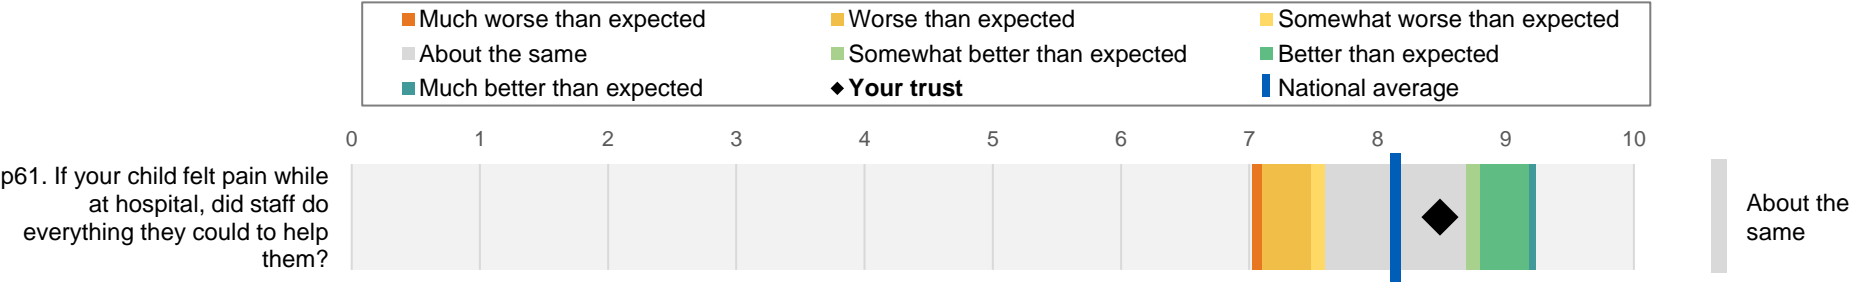 Much worse than expected
Worse than expected
Somewhat worse than expected
About the same
Somewhat better than expected
Better than expected
Much better than expected
Your trust
National average
0 1 2 3 4 5 6 7 8 9 10
p61. If your child felt pain while
at hospital, did staff do
everything they could to help
them?
About the
same